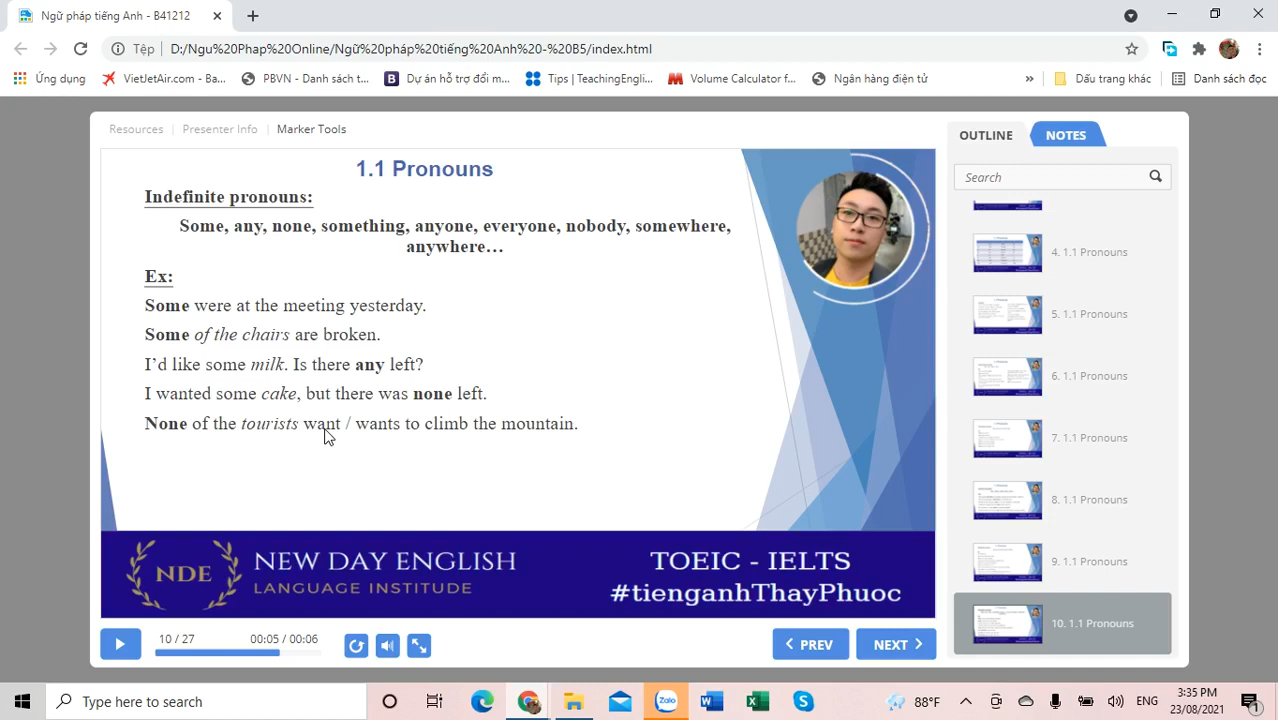 Ngữ pháp tiếng Anh - B41212
Tệp
D:/Ngu%20Phap%20Online/Ngữ%20pháp%20tiếng%20Anh%20-%20B5/index.html
Ứng dụng
VietJetAir.com - Ba...
PBVN - Danh sách t...
Dự án hợ trợ đổi m...
Tips | TeachingEngli...
Volume Calculator f...
Ngân hàng điện tử
»
Dấu trang khác
Danh sách đọc
Resources
Presenter Info
Marker Tools
1.1 Pronouns
Indefinite pronouns:
Some, any, none, something, anyone, everyone, nobody, somewhere,
anywhere…
Ex:
Some were at the meeting yesterday.
Some of the chairs are broken.
I’d like some milk. Is there any left?
I wanted some cake, but there was none left.
None of the tourists want / wants to climb the mountain.
NDE
NEW DAY ENGLISH
LANGUAGE INSTITUTE
TOEIC - IELTS
#tienganhThayPhuoc
10 / 27
00:05 / 00:06
PREV
NEXT
OUTLINE
NOTES
Search
4. 1.1 Pronouns
5. 1.1 Pronouns
6. 1.1 Pronouns
7. 1.1 Pronouns
8. 1.1 Pronouns
9. 1.1 Pronouns
10. 1.1 Pronouns
Type here to search
Zalo
88°F
ENG
3:35 PM
23/08/2021
1